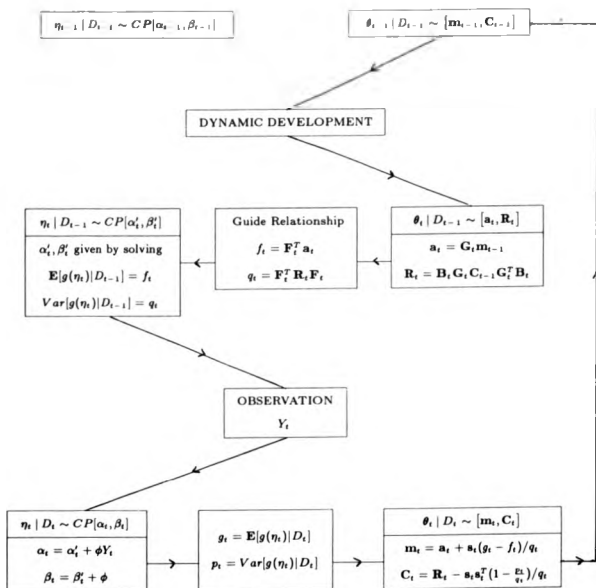 η_{t−1} | D_{t−1} ∼ CP[α_{t−1}, β_{t−1}]
θ_{t−1} | D_{t−1} ∼ [m_{t−1}, C_{t−1}]
DYNAMIC DEVELOPMENT
η_t | D_{t−1} ∼ CP[α′_t, β′_t]
α′_t, β′_t given by solving
E[g(η_t)|D_{t−1}] = f_t
Var[g(η_t)|D_{t−1}] = q_t
Guide Relationship
f_t = F_t^T a_t
q_t = F_t^T R_t F_t
θ_t | D_{t−1} ∼ [a_t, R_t]
a_t = G_t m_{t−1}
R_t = B_t G_t C_{t−1} G_t^T B_t
OBSERVATION
Y_t
η_t | D_t ∼ CP[α_t, β_t]
α_t = α′_t + φY_t
β_t = β′_t + φ
g_t = E[g(η_t)|D_t]
p_t = Var[g(η_t)|D_t]
θ_t | D_t ∼ [m_t, C_t]
m_t = a_t + s_t(g_t − f_t)/q_t
C_t = R_t − s_t s_t^T (1 − p_t/q_t)/q_t